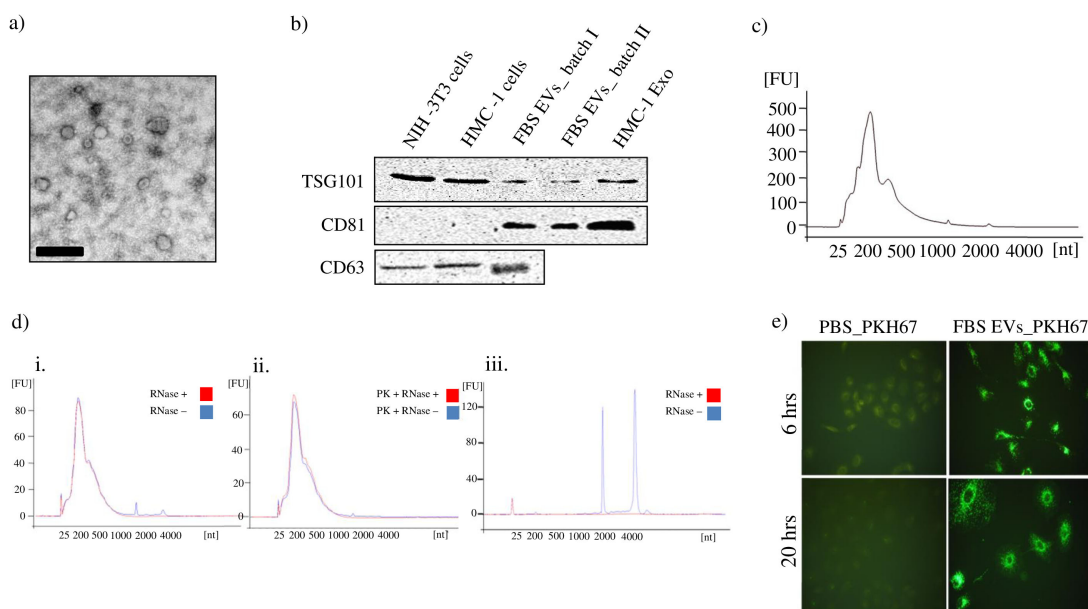 a)
b)
NIH -3T3 cells
HMC -1 cells
FBS EVs_ batch I
FBS EVs_ batch II
HMC-1 Exo
TSG101
CD81
CD63
c)
[FU]
500
400
300
200
100
0
25 200 500 1000 2000 4000 [nt]
d)
i.
[FU]
80
60
40
20
0
RNase +
RNase –
25 200 500 1000 2000 4000 [nt]
ii.
[FU]
60
40
20
0
PK + RNase +
PK + RNase –
25 200 500 1000 2000 4000 [nt]
iii.
[FU]
120
80
40
0
RNase +
RNase –
25 200 500 1000 2000 4000 [nt]
e)
PBS_PKH67
FBS EVs_PKH67
6 hrs
20 hrs